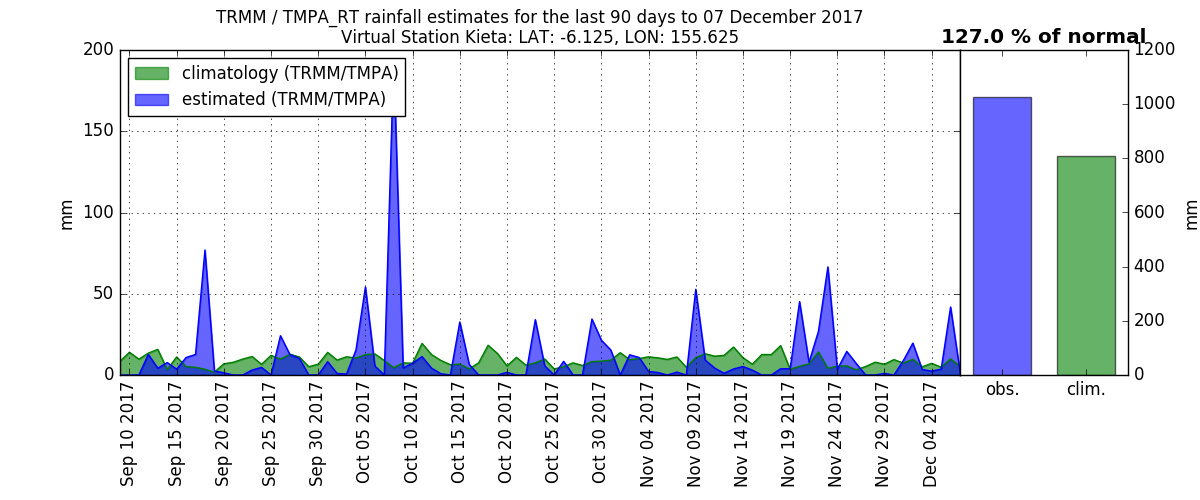 TRMM / TMPA_RT rainfall estimates for the last 90 days to 07 December 2017
Virtual Station Kieta: LAT: -6.125, LON: 155.625
127.0 % of normal
climatology (TRMM/TMPA)
estimated (TRMM/TMPA)
200
150
100
50
0
mm
1200
1000
800
600
400
200
0
mm
Sep 10 2017
Sep 15 2017
Sep 20 2017
Sep 25 2017
Sep 30 2017
Oct 05 2017
Oct 10 2017
Oct 15 2017
Oct 20 2017
Oct 25 2017
Oct 30 2017
Nov 04 2017
Nov 09 2017
Nov 14 2017
Nov 19 2017
Nov 24 2017
Nov 29 2017
Dec 04 2017
obs.
clim.